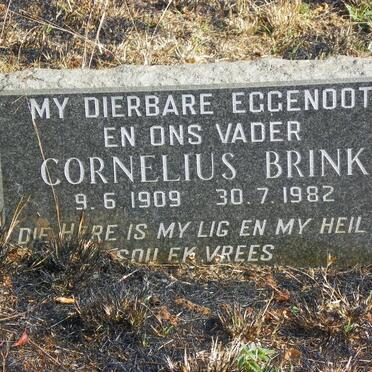 MY DIERBARE EGGENOOT
EN ONS VADER
CORNELIUS BRINK
9.6.1909 30.7.1982
DIE HERE IS MY LIG EN MY HEIL
SOU EK VREES